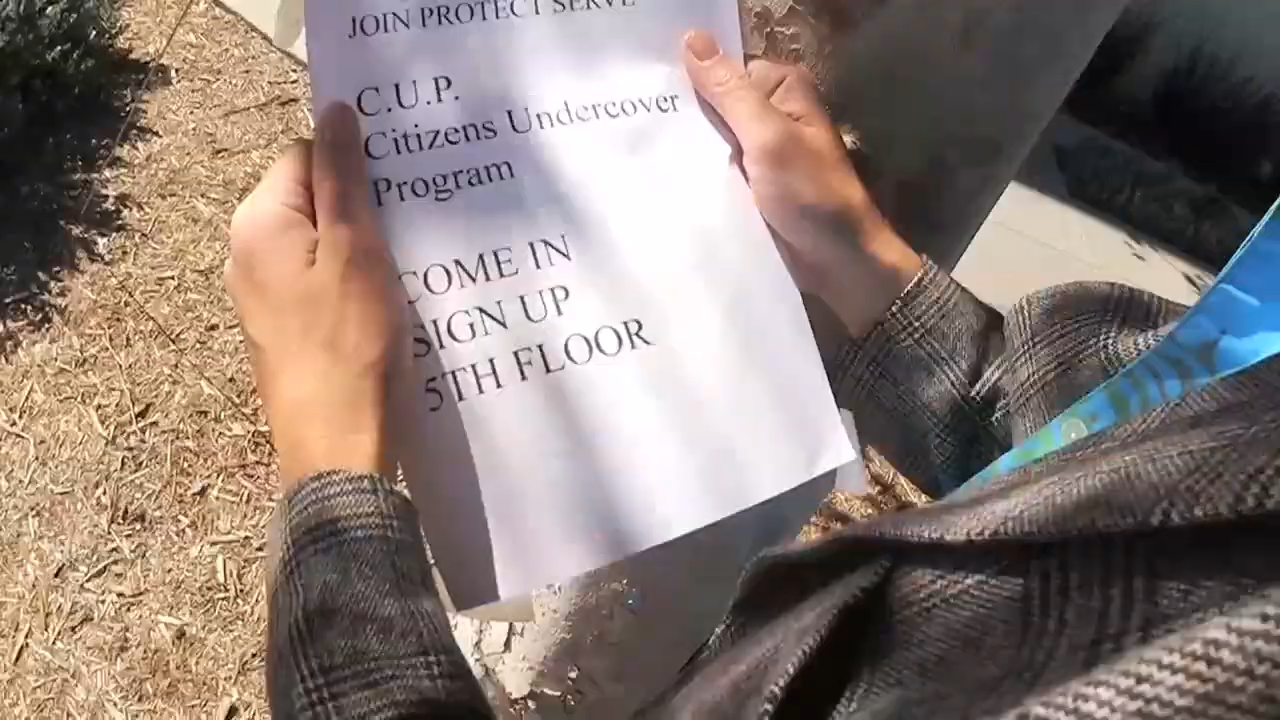 JOIN PROTECT SERVE
C.U.P.
Citizens Undercover
Program
COME IN
SIGN UP
5TH FLOOR